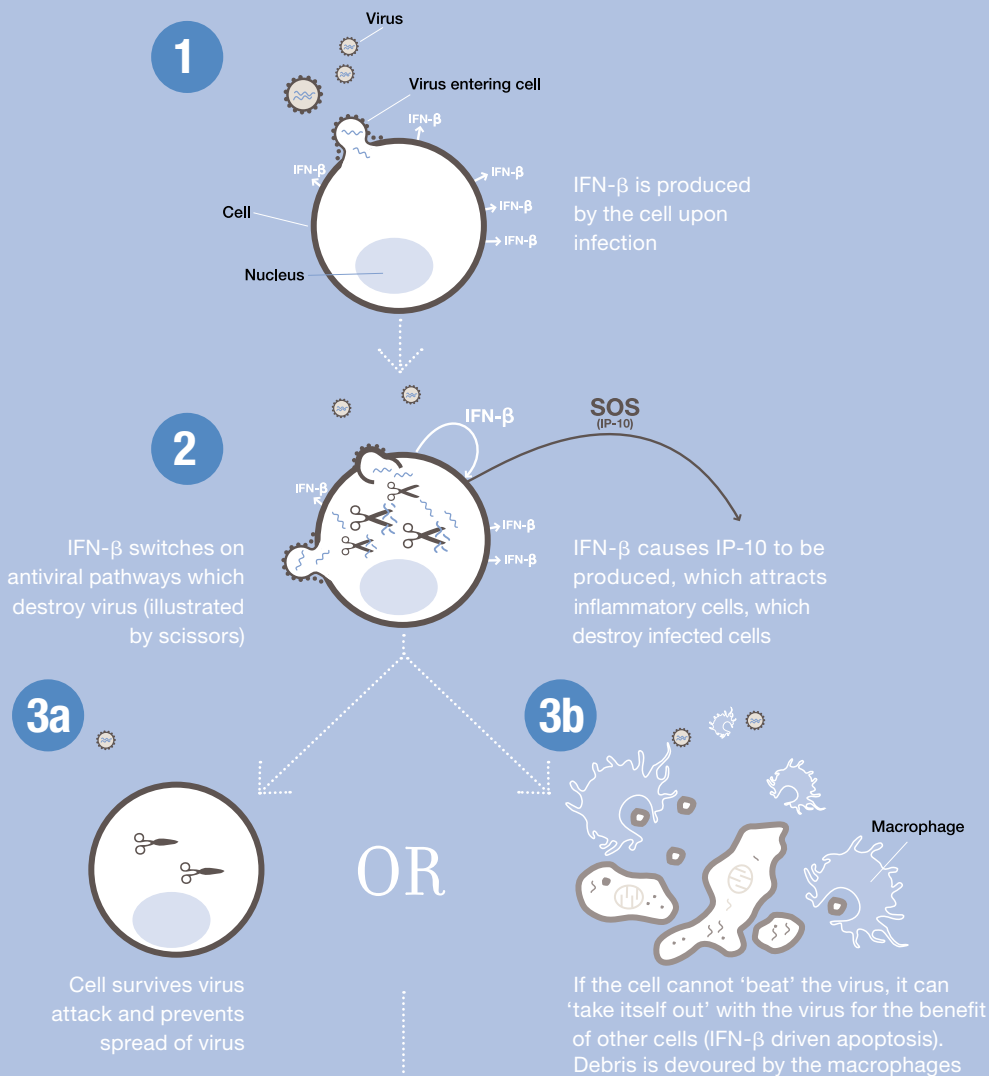 1
Virus
Virus entering cell
IFN-β
IFN-β
IFN-β
IFN-β
IFN-β
Cell
Nucleus
IFN-β is produced
by the cell upon
infection
2
IFN-β
SOS
(IP-10)
IFN-β
IFN-β
IFN-β
IFN-β switches on
antiviral pathways which
destroy virus (illustrated
by scissors)
IFN-β causes IP-10 to be
produced, which attracts
inflammatory cells, which
destroy infected cells
3a
OR
Cell survives virus
attack and prevents
spread of virus
3b
Macrophage
If the cell cannot ‘beat’ the virus, it can
‘take itself out’ with the virus for the benefit
of other cells (IFN-β driven apoptosis).
Debris is devoured by the macrophages